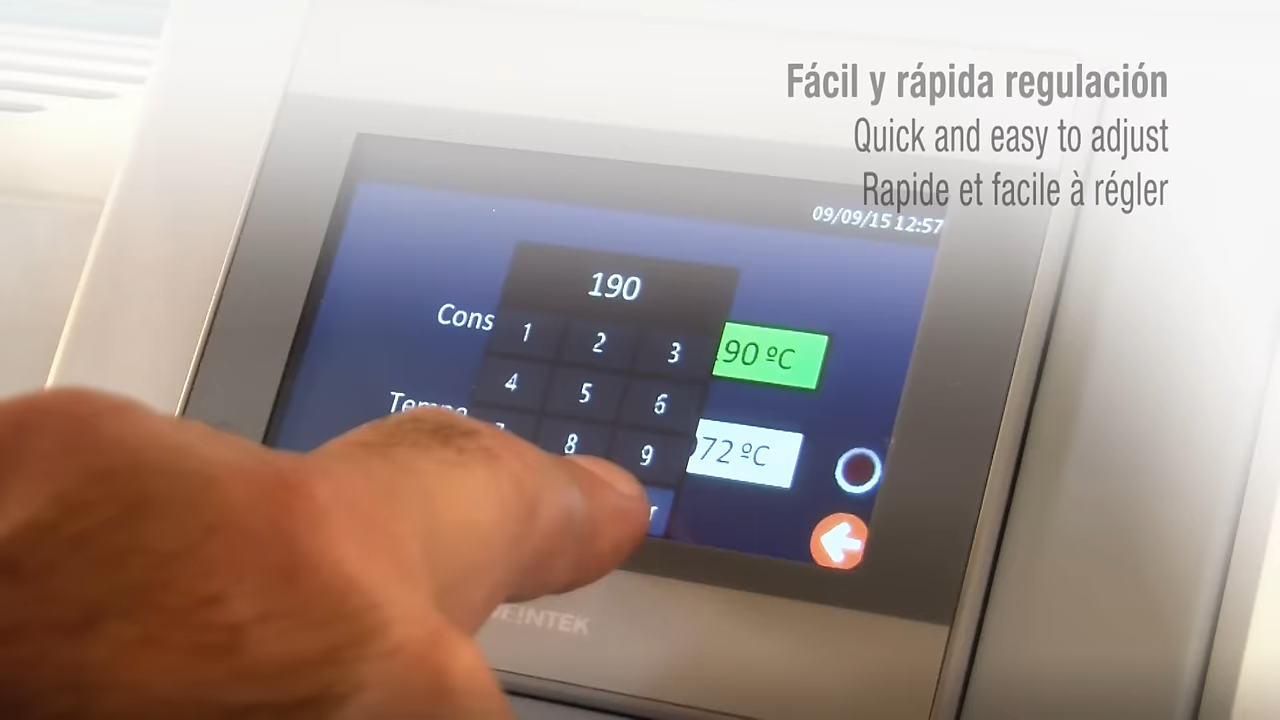 Fácil y rápida regulación
Quick and easy to adjust
Rapide et facile à régler
09/09/15 12:57
190
Cons
1 2 3
90 ºC
4 5 6
8 9
72 ºC